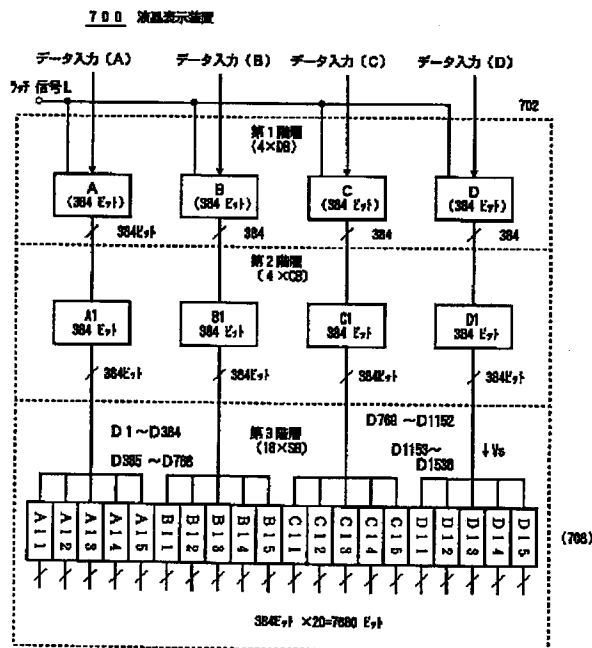 700 液晶表示装置
データ入力 (A) データ入力 (B) データ入力 (C) データ入力 (D)
ラッチ 信号L
702
第1階層
(4×DB)
A
(384 ビット)
B
(384 ビット)
C
(384 ビット)
D
(384 ビット)
384ビット 384 384 384
第2階層
(4×CB)
A1
384 ビット
B1
384 ビット
C1
384 ビット
D1
384 ビット
384ビット 384ビット 384ビット 384ビット
D769 ～D1152
D1～D384
第3階層
(18×SB)
D1153～
D1536
↓Vs
D385 ～D768
A11 A12 A13 A14 A15 B11 B12 B13 B14 B15 C11 C12 C13 C14 C15 D11 D12 D13 D14 D15
(708)
384ビット ×20=7680 ビット